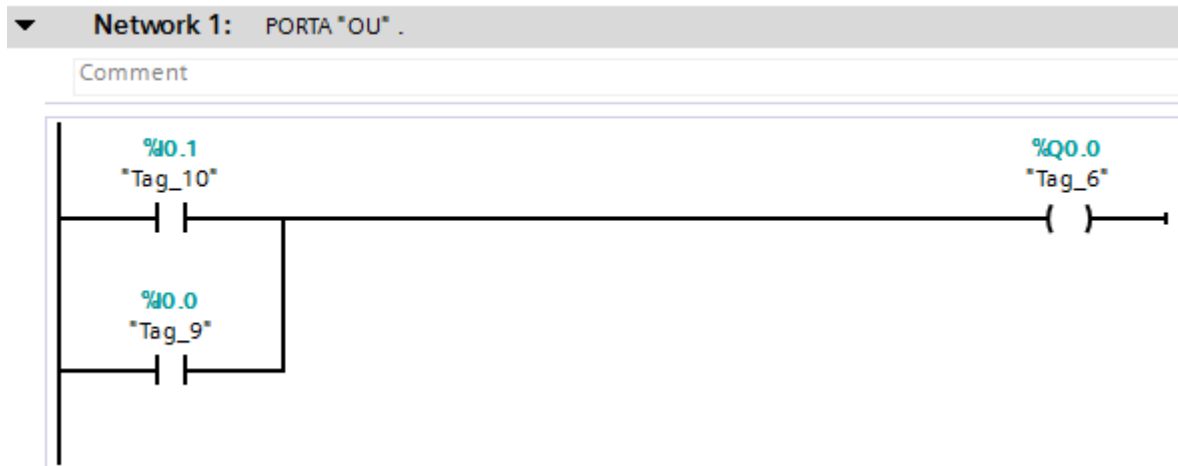 Network 1: PORTA "OU" .
Comment
%I0.1
"Tag_10"
%Q0.0
"Tag_6"
%I0.0
"Tag_9"